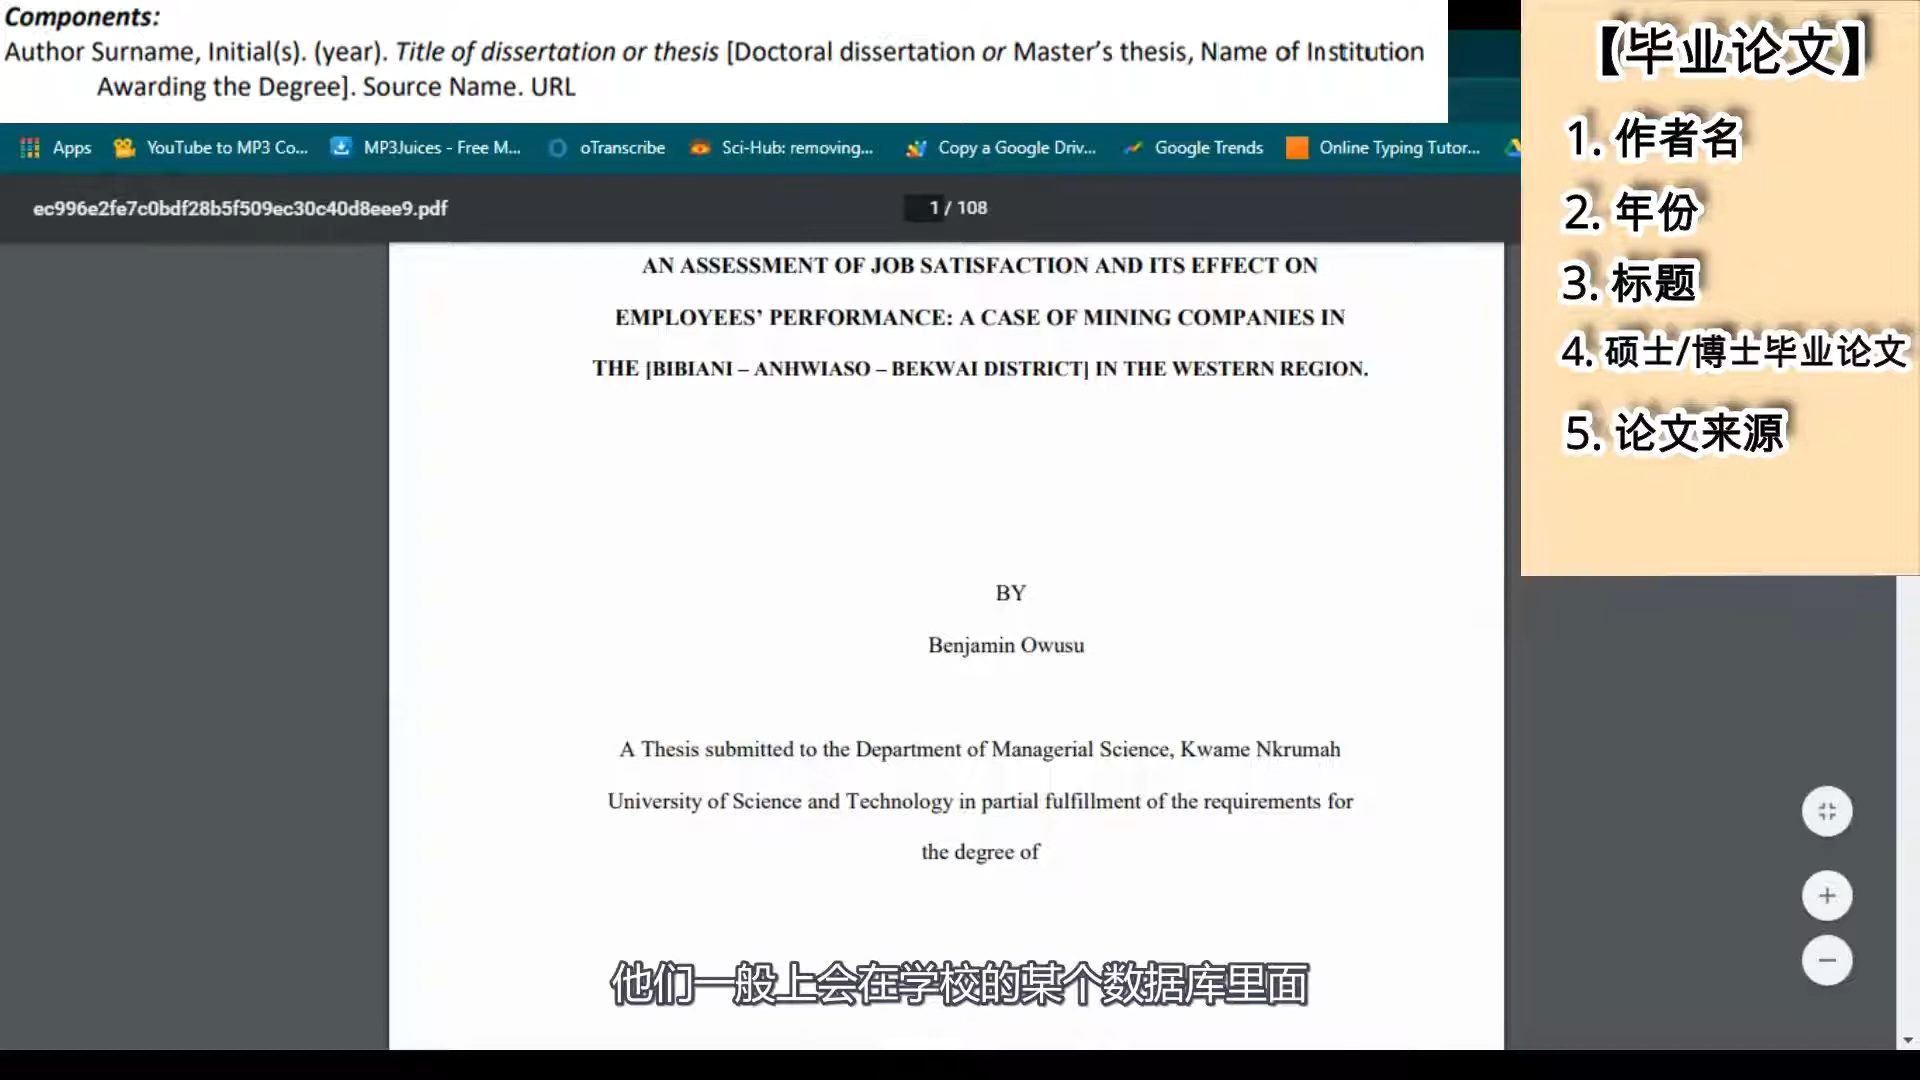 Components:
Author Surname, Initial(s). (year). Title of dissertation or thesis [Doctoral dissertation or Master's thesis, Name of Institution
Awarding the Degree]. Source Name. URL
Apps YouTube to MP3 Co... MP3Juices - Free M... oTranscribe Sci-Hub: removing... Copy a Google Driv... Google Trends Online Typing Tutor...
ec996e2fe7c0bdf28b5f509ec30c40d8eee9.pdf 1 / 108
AN ASSESSMENT OF JOB SATISFACTION AND ITS EFFECT ON
EMPLOYEES’ PERFORMANCE: A CASE OF MINING COMPANIES IN
THE [BIBIANI – ANHWIASO – BEKWAI DISTRICT] IN THE WESTERN REGION.
BY
Benjamin Owusu
A Thesis submitted to the Department of Managerial Science, Kwame Nkrumah
University of Science and Technology in partial fulfillment of the requirements for
the degree of
【毕业论文】
1. 作者名
2. 年份
3. 标题
4. 硕士/博士毕业论文
5. 论文来源
他们一般上会在学校的某个数据库里面